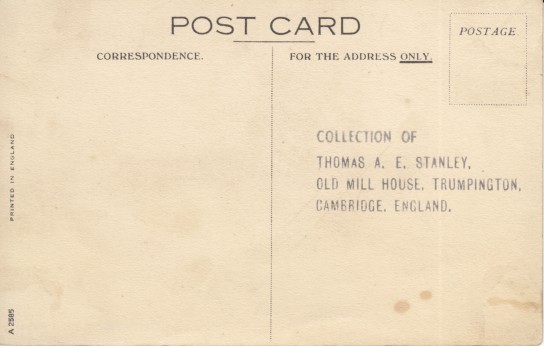 POST CARD
CORRESPONDENCE.
FOR THE ADDRESS ONLY.
POSTAGE
COLLECTION OF
THOMAS A. E. STANLEY,
OLD MILL HOUSE, TRUMPINGTON,
CAMBRIDGE, ENGLAND.
PRINTED IN ENGLAND
A 2585